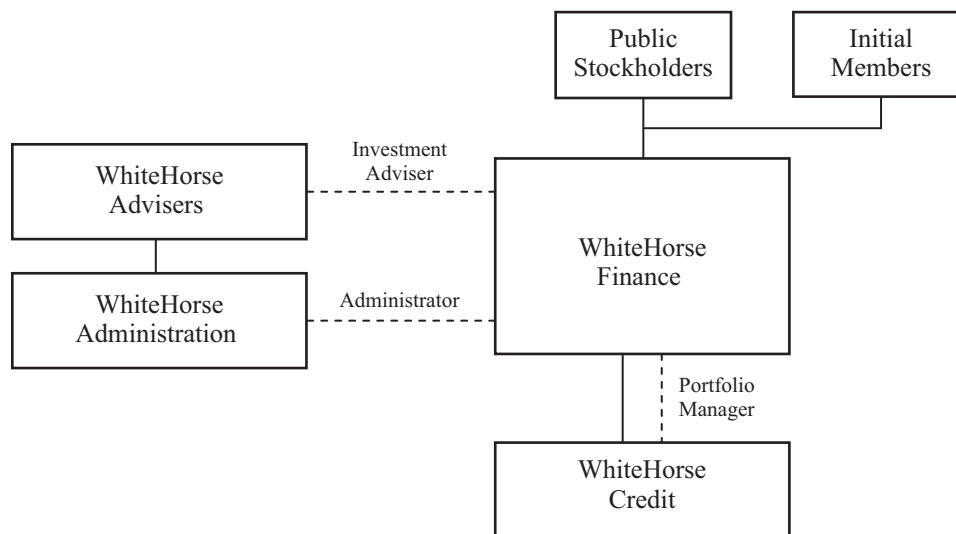 Public
Stockholders
Initial
Members
Investment
Adviser
WhiteHorse
Advisers
WhiteHorse
Finance
WhiteHorse
Administration
Administrator
Portfolio
Manager
WhiteHorse
Credit